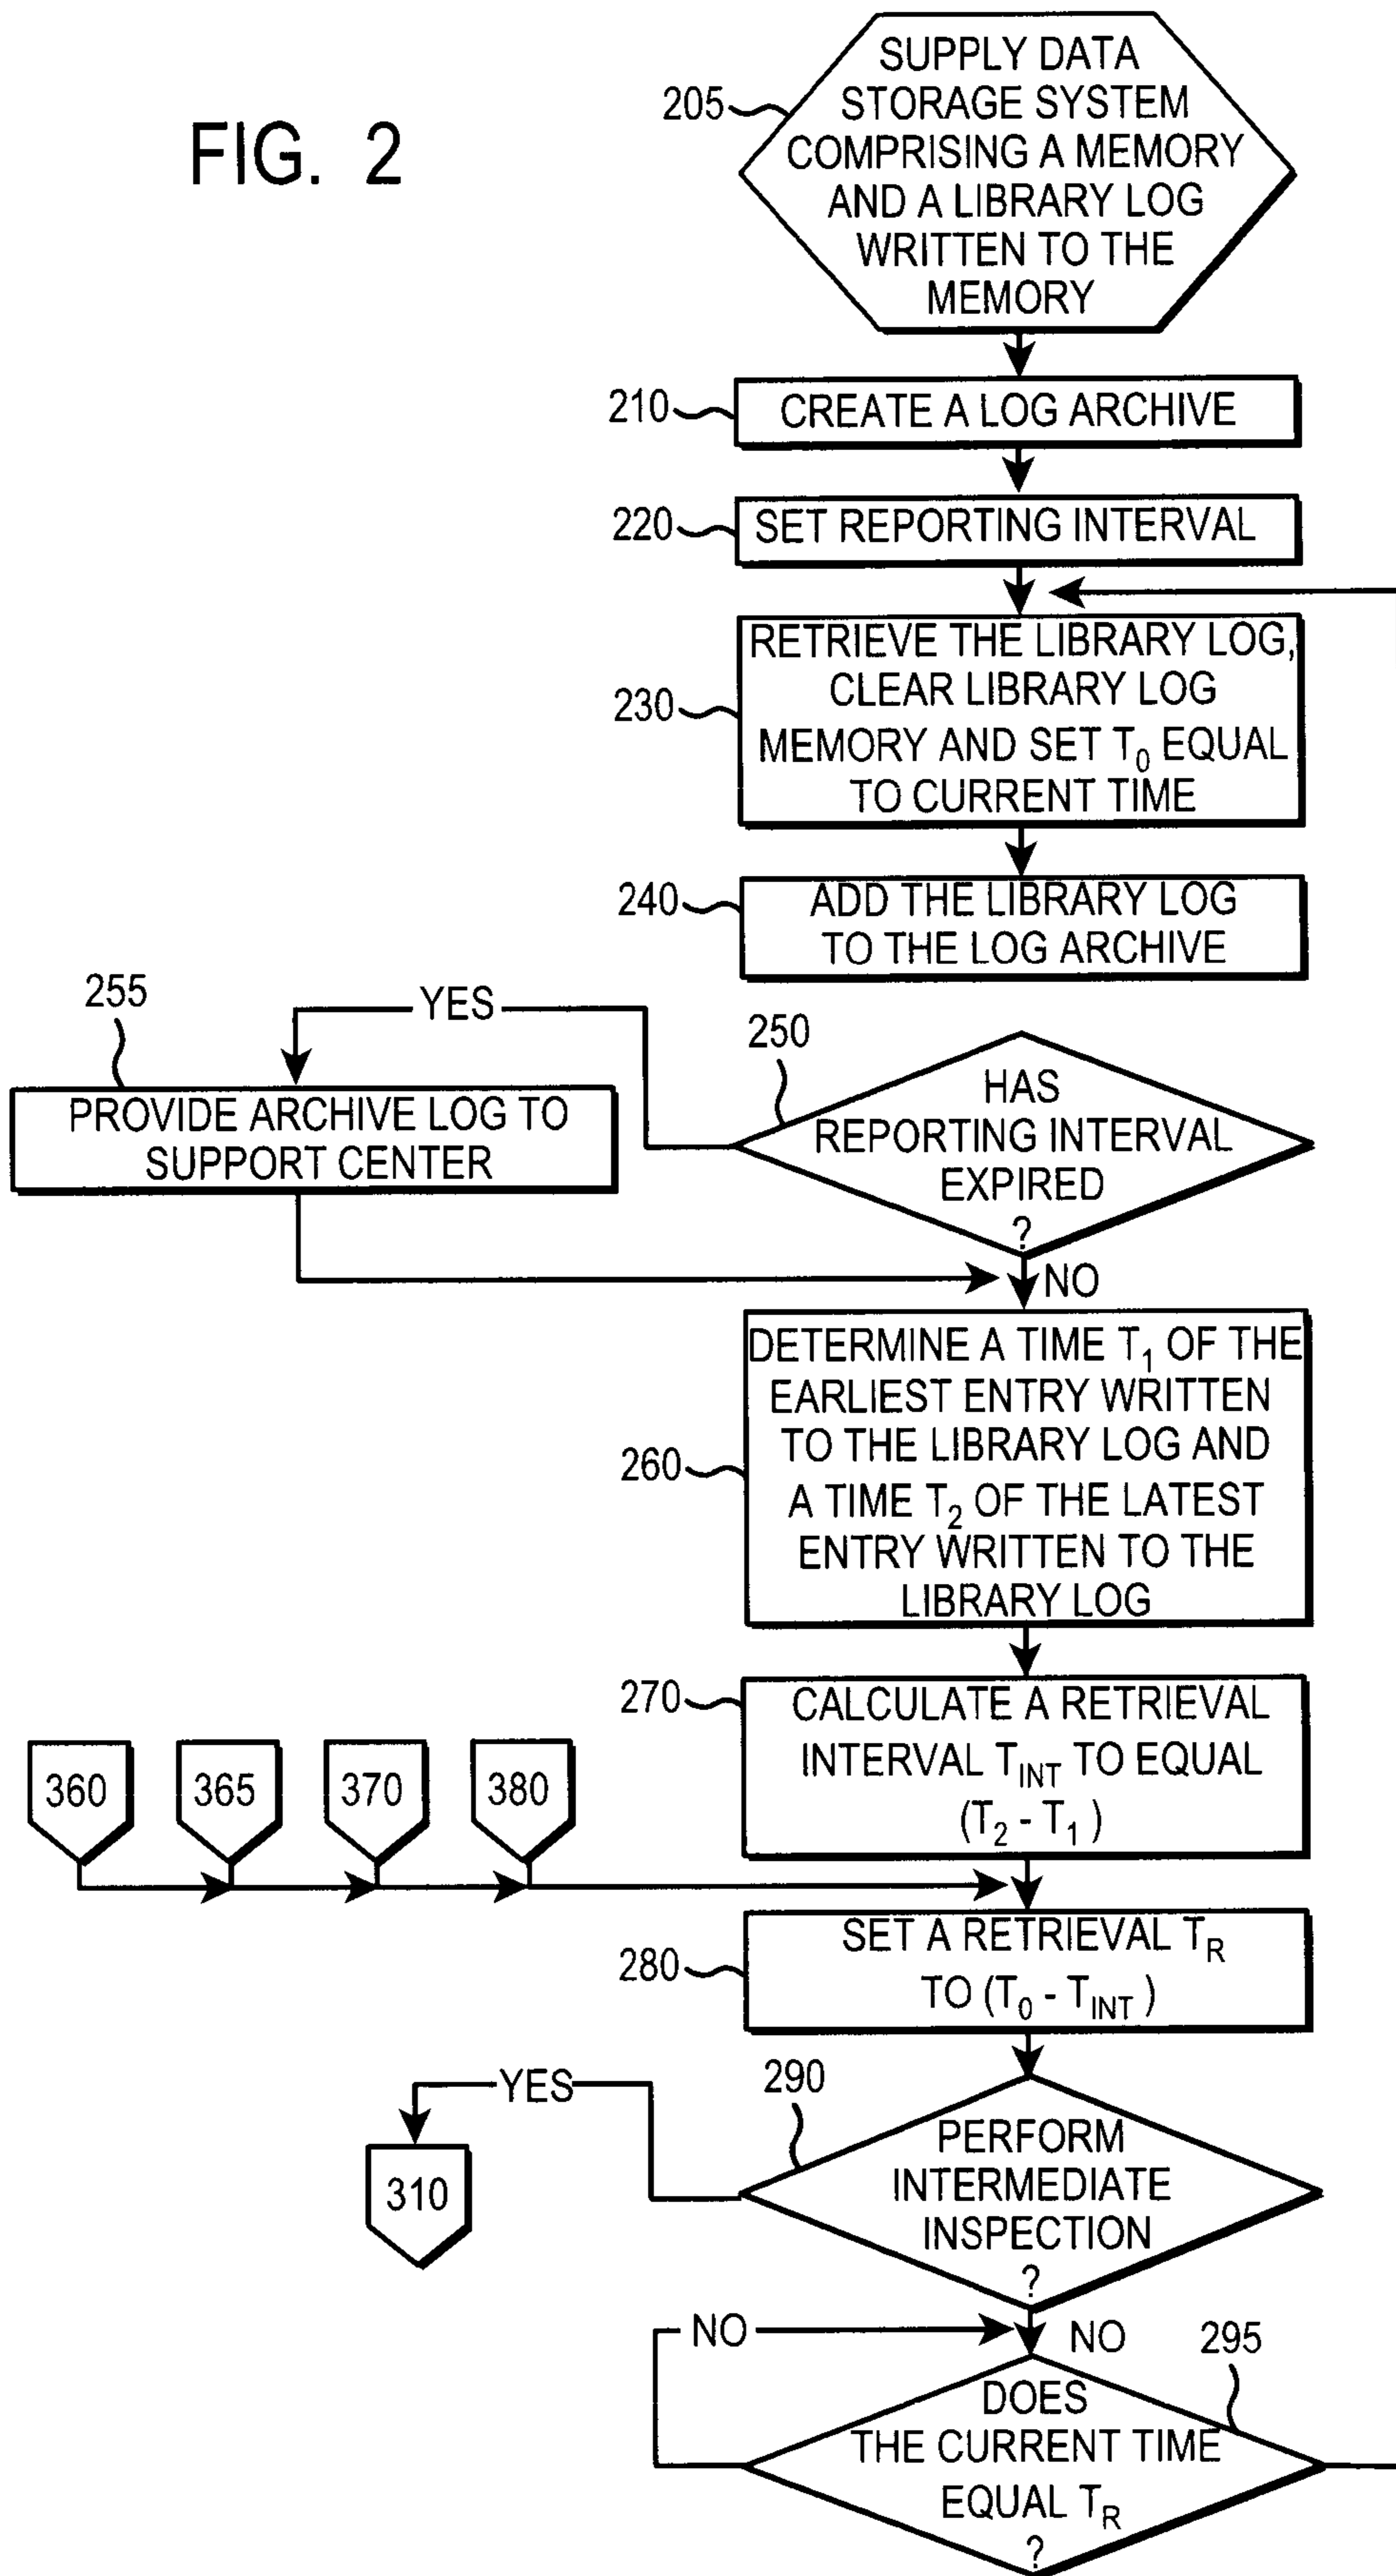 FIG. 2
205
SUPPLY DATA
STORAGE SYSTEM
COMPRISING A MEMORY
AND A LIBRARY LOG
WRITTEN TO THE
MEMORY
210
CREATE A LOG ARCHIVE
220
SET REPORTING INTERVAL
230
RETRIEVE THE LIBRARY LOG,
CLEAR LIBRARY LOG
MEMORY AND SET T0 EQUAL
TO CURRENT TIME
240
ADD THE LIBRARY LOG
TO THE LOG ARCHIVE
255
YES
250
PROVIDE ARCHIVE LOG TO
SUPPORT CENTER
HAS
REPORTING INTERVAL
EXPIRED
?
NO
260
DETERMINE A TIME T1 OF THE
EARLIEST ENTRY WRITTEN
TO THE LIBRARY LOG AND
A TIME T2 OF THE LATEST
ENTRY WRITTEN TO THE
LIBRARY LOG
270
CALCULATE A RETRIEVAL
INTERVAL TINT TO EQUAL
(T2 - T1 )
360
365
370
380
280
SET A RETRIEVAL TR
TO (T0 - TINT )
YES
290
310
PERFORM
INTERMEDIATE
INSPECTION
?
NO
NO
295
DOES
THE CURRENT TIME
EQUAL TR
?